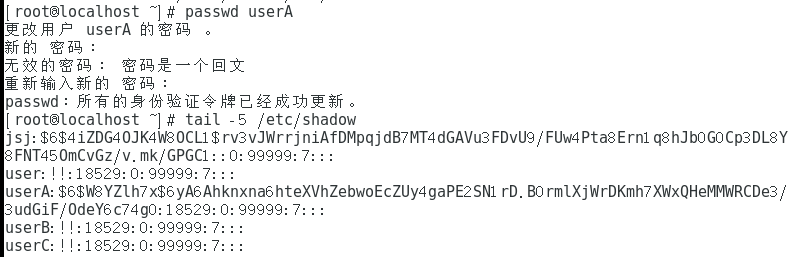 [root@localhost ~]# passwd userA
更改用户 userA 的密码 。
新的 密码：
无效的密码： 密码是一个回文
重新输入新的 密码：
passwd：所有的身份验证令牌已经成功更新。
[root@localhost ~]# tail -5 /etc/shadow
jsj:$6$4iZDG4OJK4W8OCL1$rv3vJWrrjniAfDMpqjdB7MT4dGAVu3FDvU9/FUw4Pta8Ern1q8hJb0G0Cp3DL8Y
8FNT45OmCvGz/v.mk/GPGC1::0:99999:7:::
user:!!:18529:0:99999:7:::
userA:$6$W8YZlh7x$6yA6Ahknxna6hteXVhZebwoEcZUy4gaPE2SN1rD.B0rmlXjWrDKmh7XWxQHeMMWRCDe3/
3udGiF/OdeY6c74g0:18529:0:99999:7:::
userB:!!:18529:0:99999:7:::
userC:!!:18529:0:99999:7:::